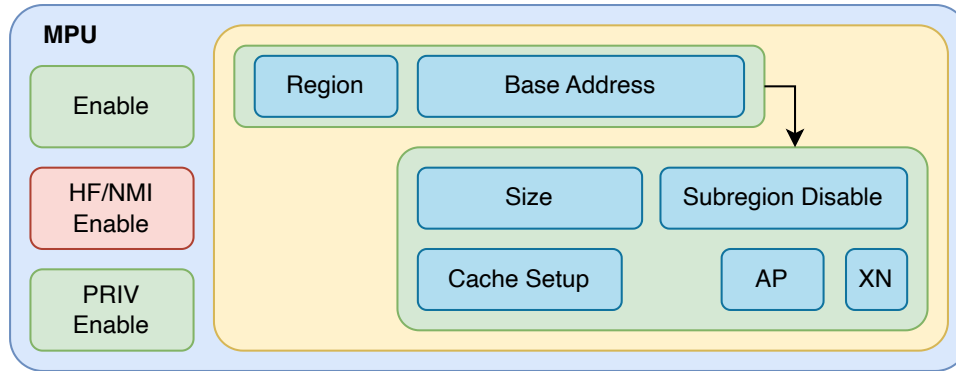 MPU
Enable
HF/NMI
Enable
PRIV
Enable
Region
Base Address
Size
Subregion Disable
Cache Setup
AP
XN